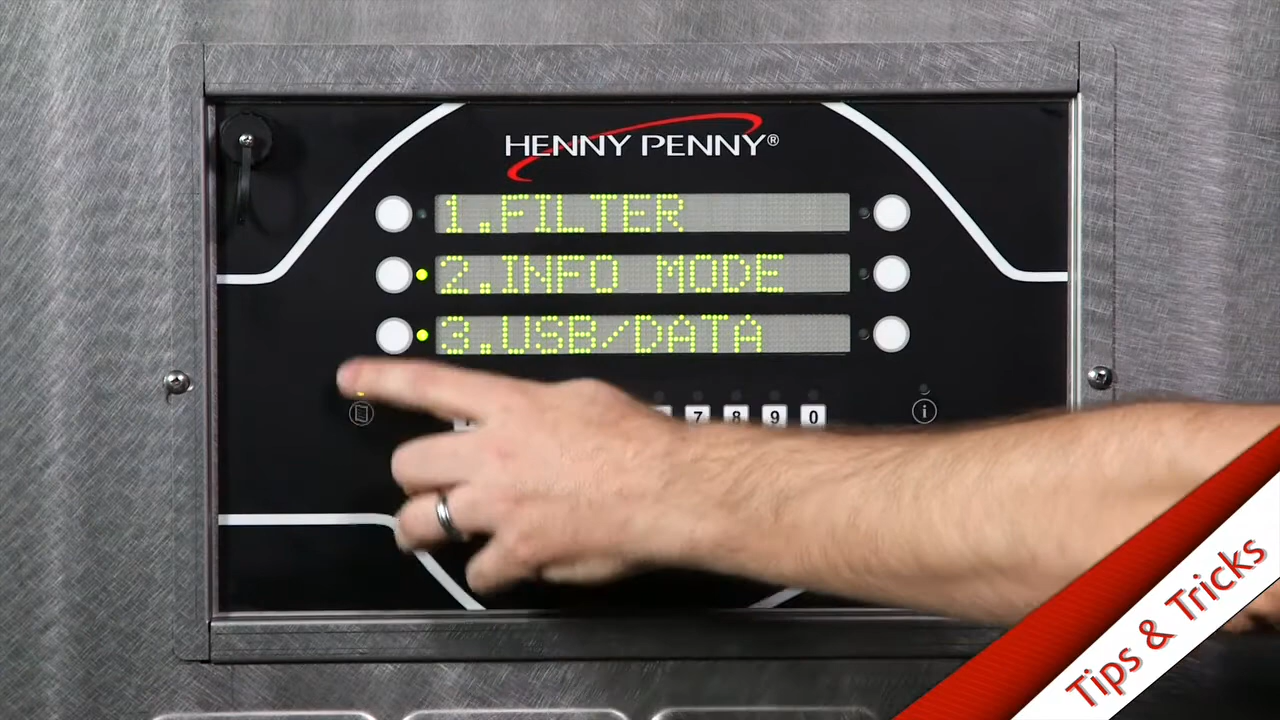 HENNY PENNY®
1.FILTER
2.INFO MODE
3.USB/DATA
7 8 9 0
i
Tips & Tricks